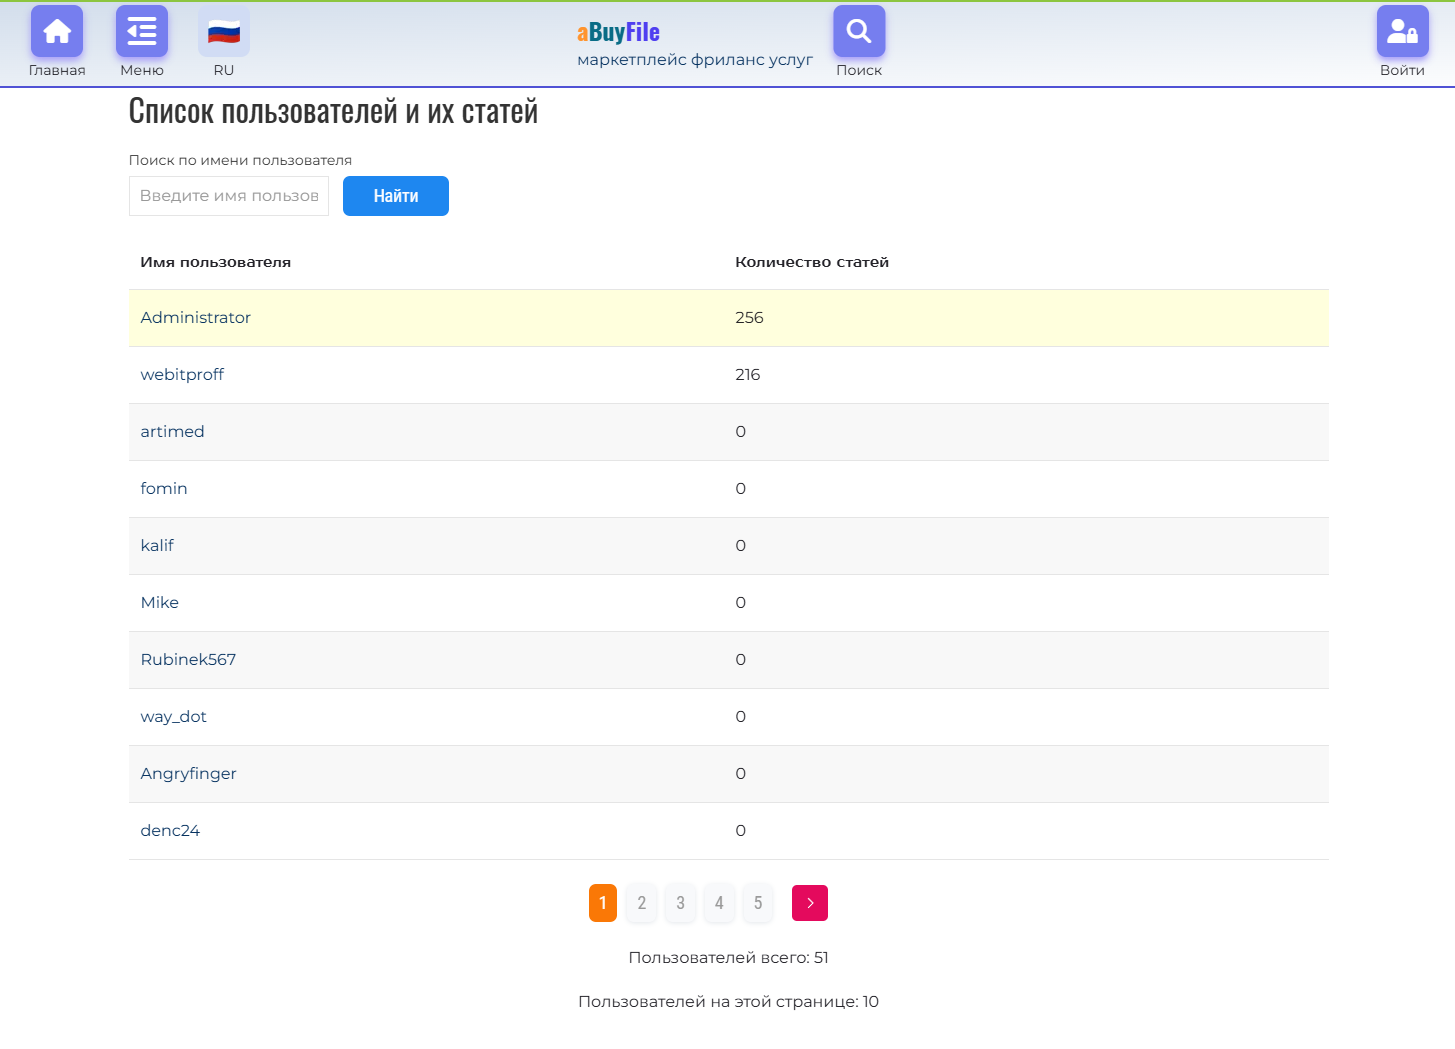 Главная
Меню
RU
aBuyFile
маркетплейс фриланс услуг
Поиск
Войти
Список пользователей и их статей
Поиск по имени пользователя
Введите имя пользов
Найти
Имя пользователя Количество статей
Administrator 256
webitproff 216
artimed 0
fomin 0
kalif 0
Mike 0
Rubinek567 0
way_dot 0
Angryfinger 0
denc24 0
1 2 3 4 5
Пользователей всего: 51
Пользователей на этой странице: 10